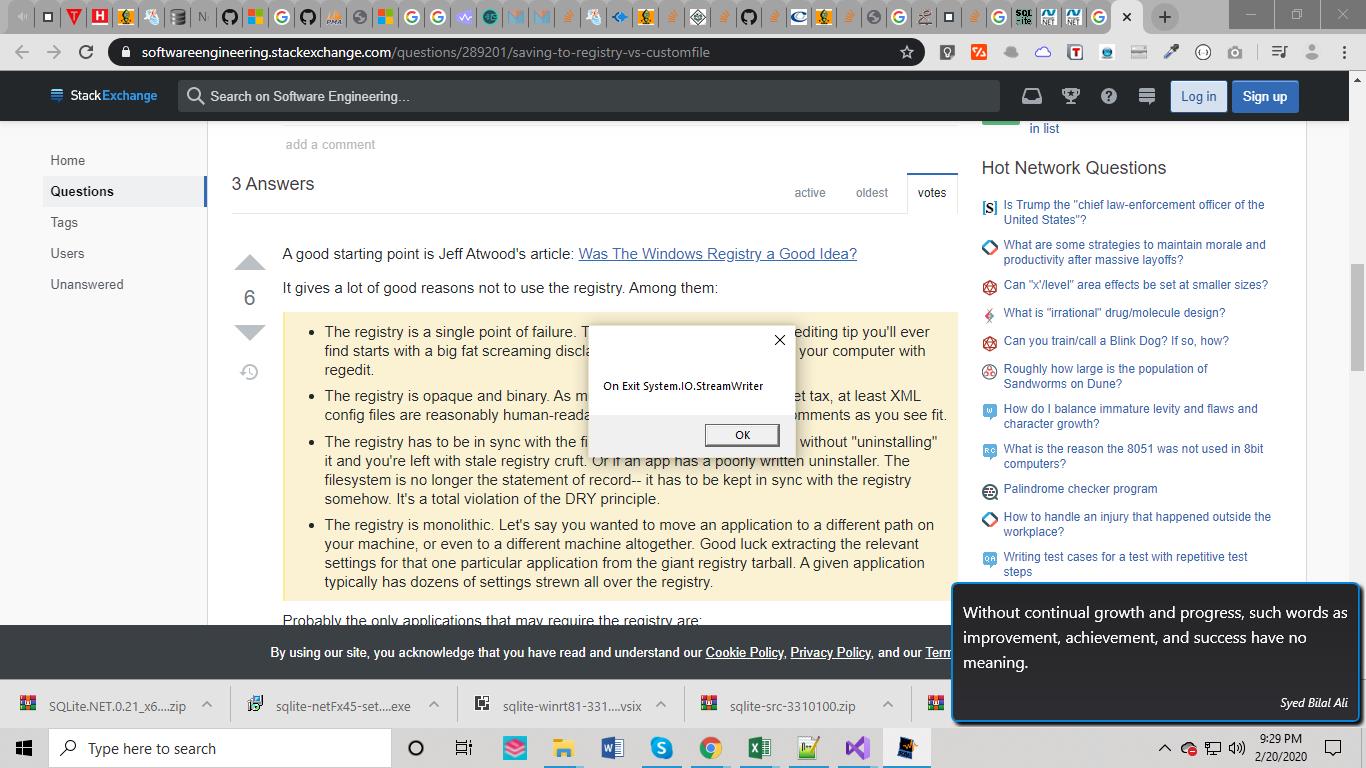 softwareengineering.stackexchange.com/questions/289201/saving-to-registry-vs-customfile
StackExchange
Search on Software Engineering...
Log in
Sign up
Home
Questions
Tags
Users
Unanswered
add a comment
3 Answers
active
oldest
votes
6
A good starting point is Jeff Atwood's article: Was The Windows Registry a Good Idea?
It gives a lot of good reasons not to use the registry. Among them:
• The registry is a single point of failure. T
editing tip you'll ever
find starts with a big fat screaming discla
your computer with
regedit.
• The registry is opaque and binary. As m
et tax, at least XML
config files are reasonably human-reada
omments as you see fit.
• The registry has to be in sync with the fi
without "uninstalling"
it and you're left with stale registry cruft. Or if an app has a poorly written uninstaller. The
filesystem is no longer the statement of record-- it has to be kept in sync with the registry
somehow. It's a total violation of the DRY principle.
• The registry is monolithic. Let's say you wanted to move an application to a different path on
your machine, or even to a different machine altogether. Good luck extracting the relevant
settings for that one particular application from the giant registry tarball. A given application
typically has dozens of settings strewn all over the registry.
Probably the only applications that may require the registry are:
On Exit System.IO.StreamWriter
OK
in list
Hot Network Questions
Is Trump the "chief law-enforcement officer of the
United States"?
What are some strategies to maintain morale and
productivity after massive layoffs?
Can "x'/level" area effects be set at smaller sizes?
What is "irrational" drug/molecule design?
Can you train/call a Blink Dog? If so, how?
Roughly how large is the population of
Sandworms on Dune?
How do I balance immature levity and flaws and
character growth?
What is the reason the 8051 was not used in 8bit
computers?
Palindrome checker program
How to handle an injury that happened outside the
workplace?
Writing test cases for a test with repetitive test
steps
By using our site, you acknowledge that you have read and understand our Cookie Policy, Privacy Policy, and our Term
Without continual growth and progress, such words as
improvement, achievement, and success have no
meaning.
Syed Bilal Ali
SQLite.NET.0.21_x6....zip
sqlite-netFx45-set....exe
sqlite-winrt81-331....vsix
sqlite-src-3310100.zip
Type here to search
9:29 PM
2/20/2020